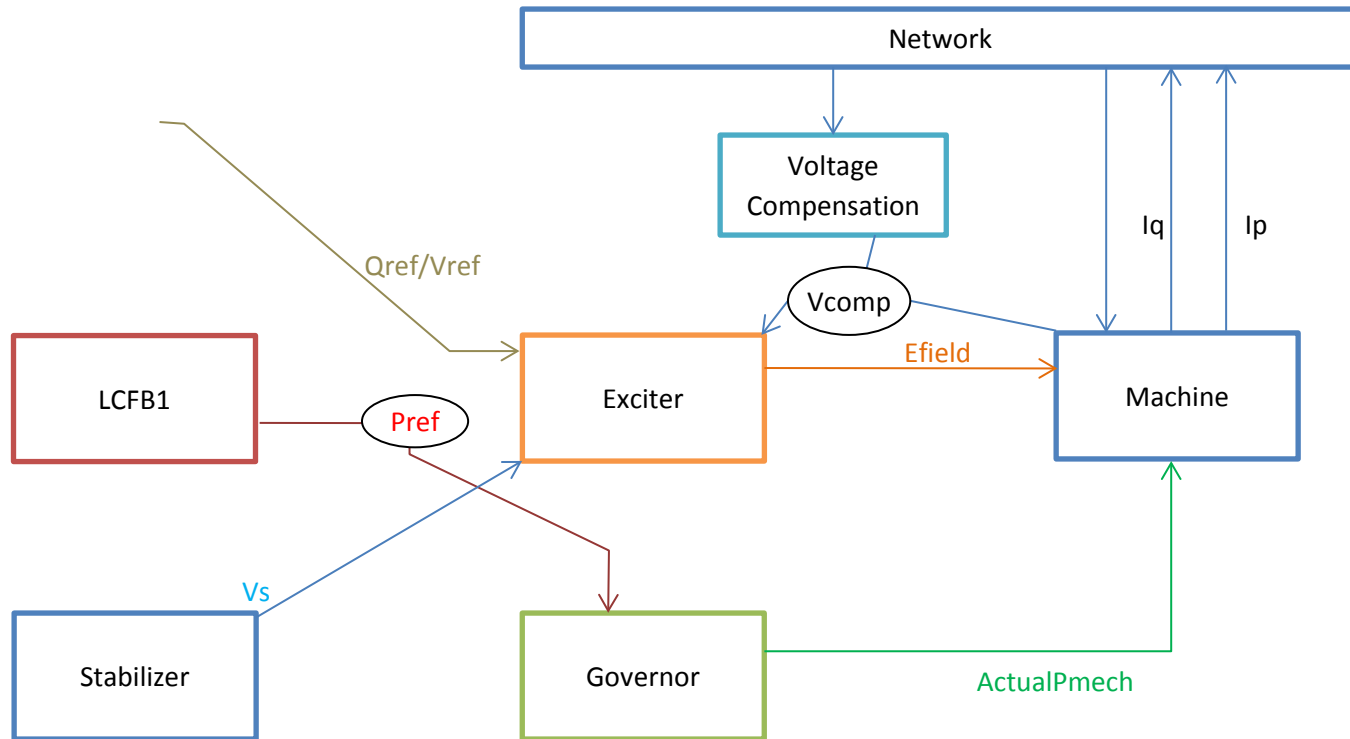 Network
Voltage
Compensation
Iq
Ip
Qref/Vref
Vcomp
Efield
LCFB1
Pref
Exciter
Machine
Vs
Stabilizer
Governor
ActualPmech